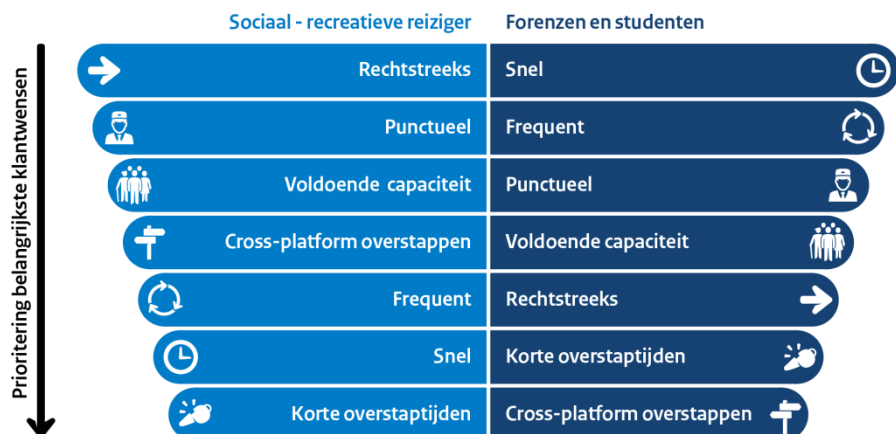 Sociaal - recreatieve reiziger
Forenzen en studenten
Prioritering belangrijkste klantwensen
Rechtstreeks
Snel
Punctueel
Frequent
Voldoende capaciteit
Punctueel
Cross-platform overstappen
Voldoende capaciteit
Frequent
Rechtstreeks
Snel
Korte overstaptijden
Korte overstaptijden
Cross-platform overstappen